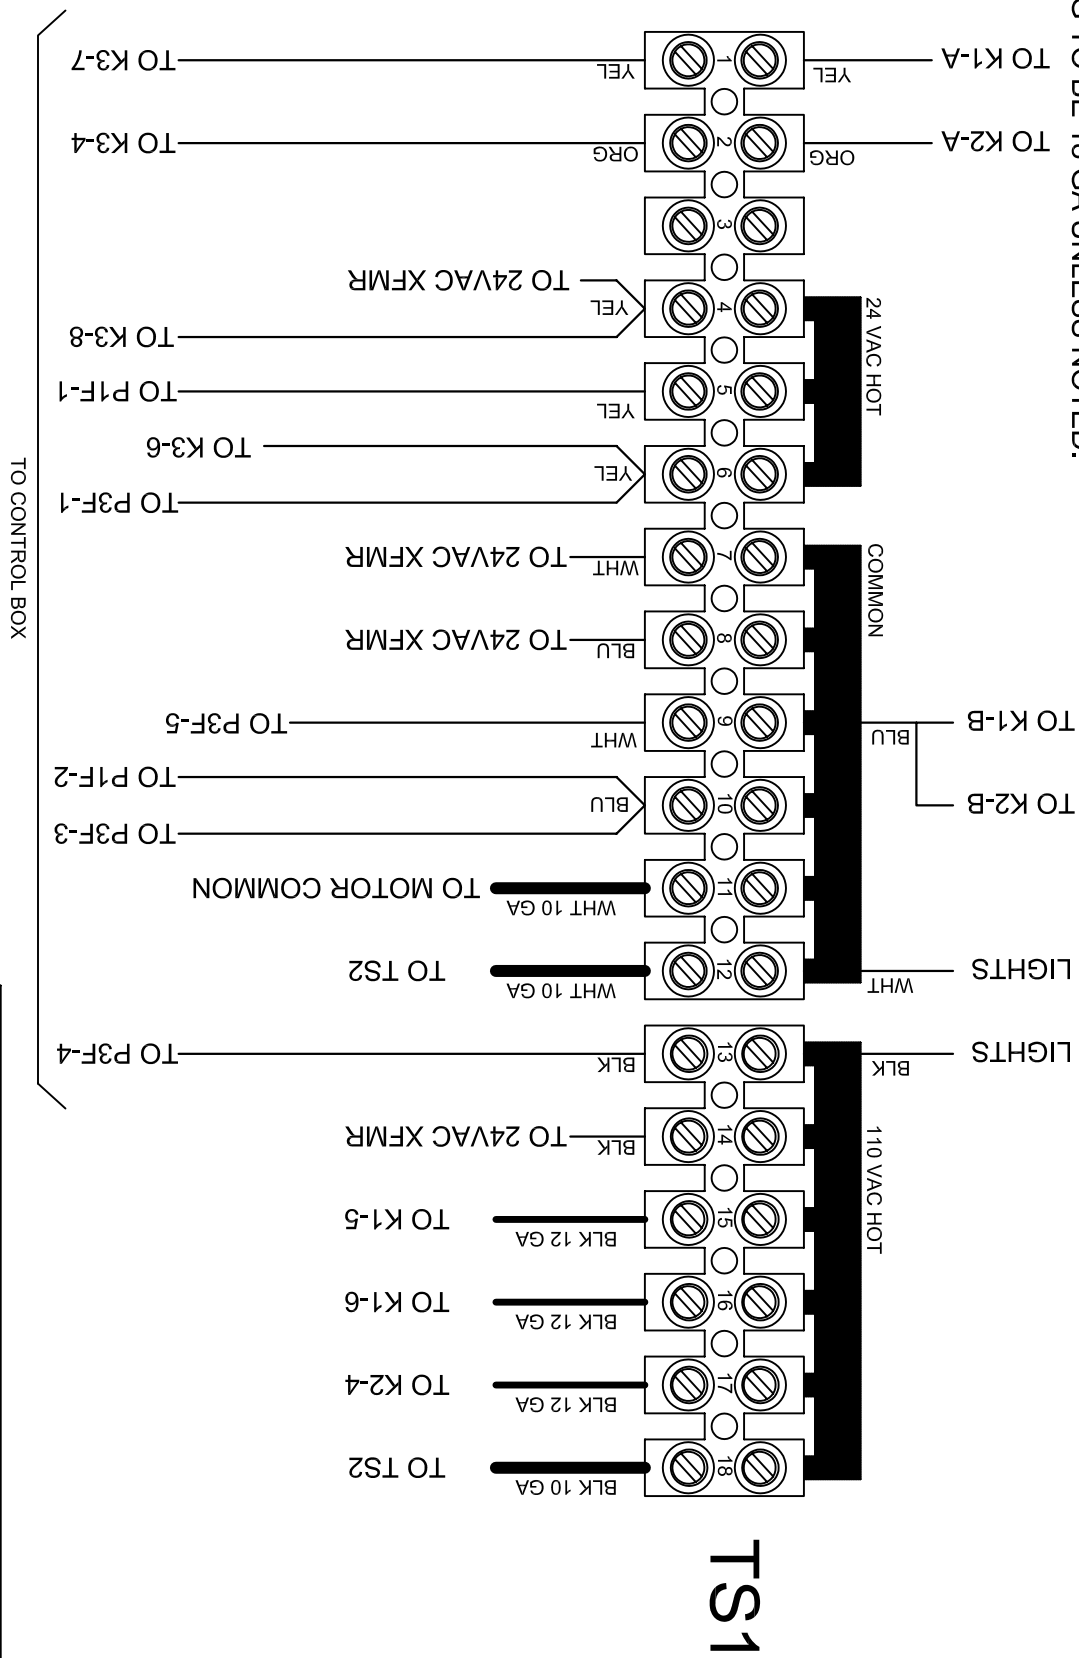 TO BE 18 GA UNLESS NOTED.
TO K3-7
YEL
1
YEL
TO K1-A
TO K3-4
ORG
2
ORG
TO K2-A
3
TO 24VAC XFMR
YEL
4
TO K3-8
24 VAC HOT
TO P1F-1
YEL
5
TO K3-6
YEL
6
TO P3F-1
TO 24VAC XFMR
WHT
7
COMMON
TO 24VAC XFMR
BLU
8
TO P3F-5
WHT
9
BLU
TO K1-B
TO P1F-2
BLU
10
TO K2-B
TO P3F-3
TO MOTOR COMMON
WHT 10 GA
11
TO TS2
WHT 10 GA
12
WHT
LIGHTS
TO P3F-4
BLK
13
BLK
LIGHTS
TO 24VAC XFMR
BLK
14
110 VAC HOT
TO K1-5
BLK 12 GA
15
TO K1-6
BLK 12 GA
16
TO K2-4
BLK 12 GA
17
TO TS2
BLK 10 GA
18
TO CONTROL BOX
TS1